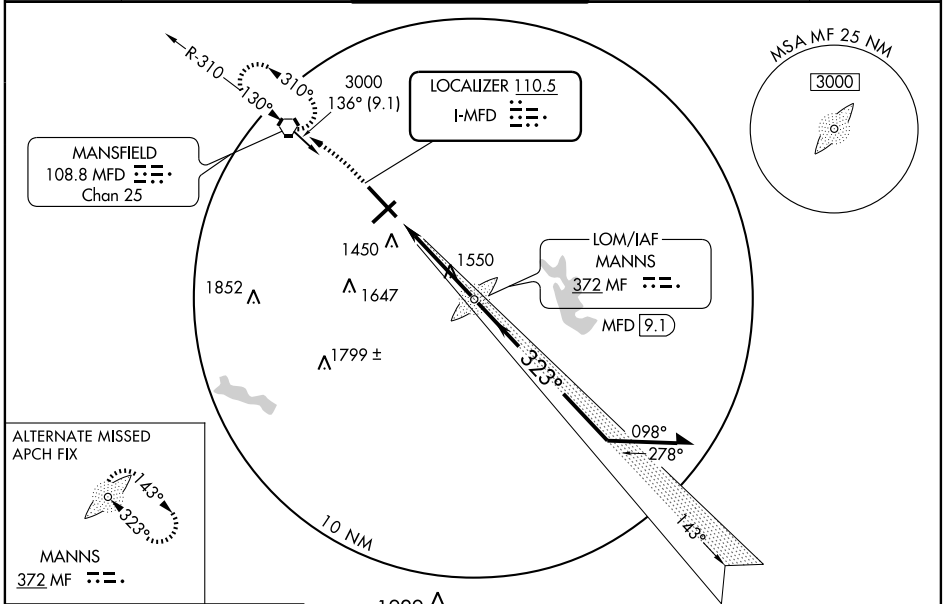 MSA MF 25 NM
3000
R-310
310°
130°
3000
136° (9.1)
LOCALIZER 110.5
I-MFD
MANSFIELD
108.8 MFD
Chan 25
1450
1550
LOM/IAF
MANNS
372 MF
MFD 9.1
1852
1647
1799 ±
323°
098°
278°
143°
10 NM
ALTERNATE MISSED
APCH FIX
143°
323°
MANNS
372 MF